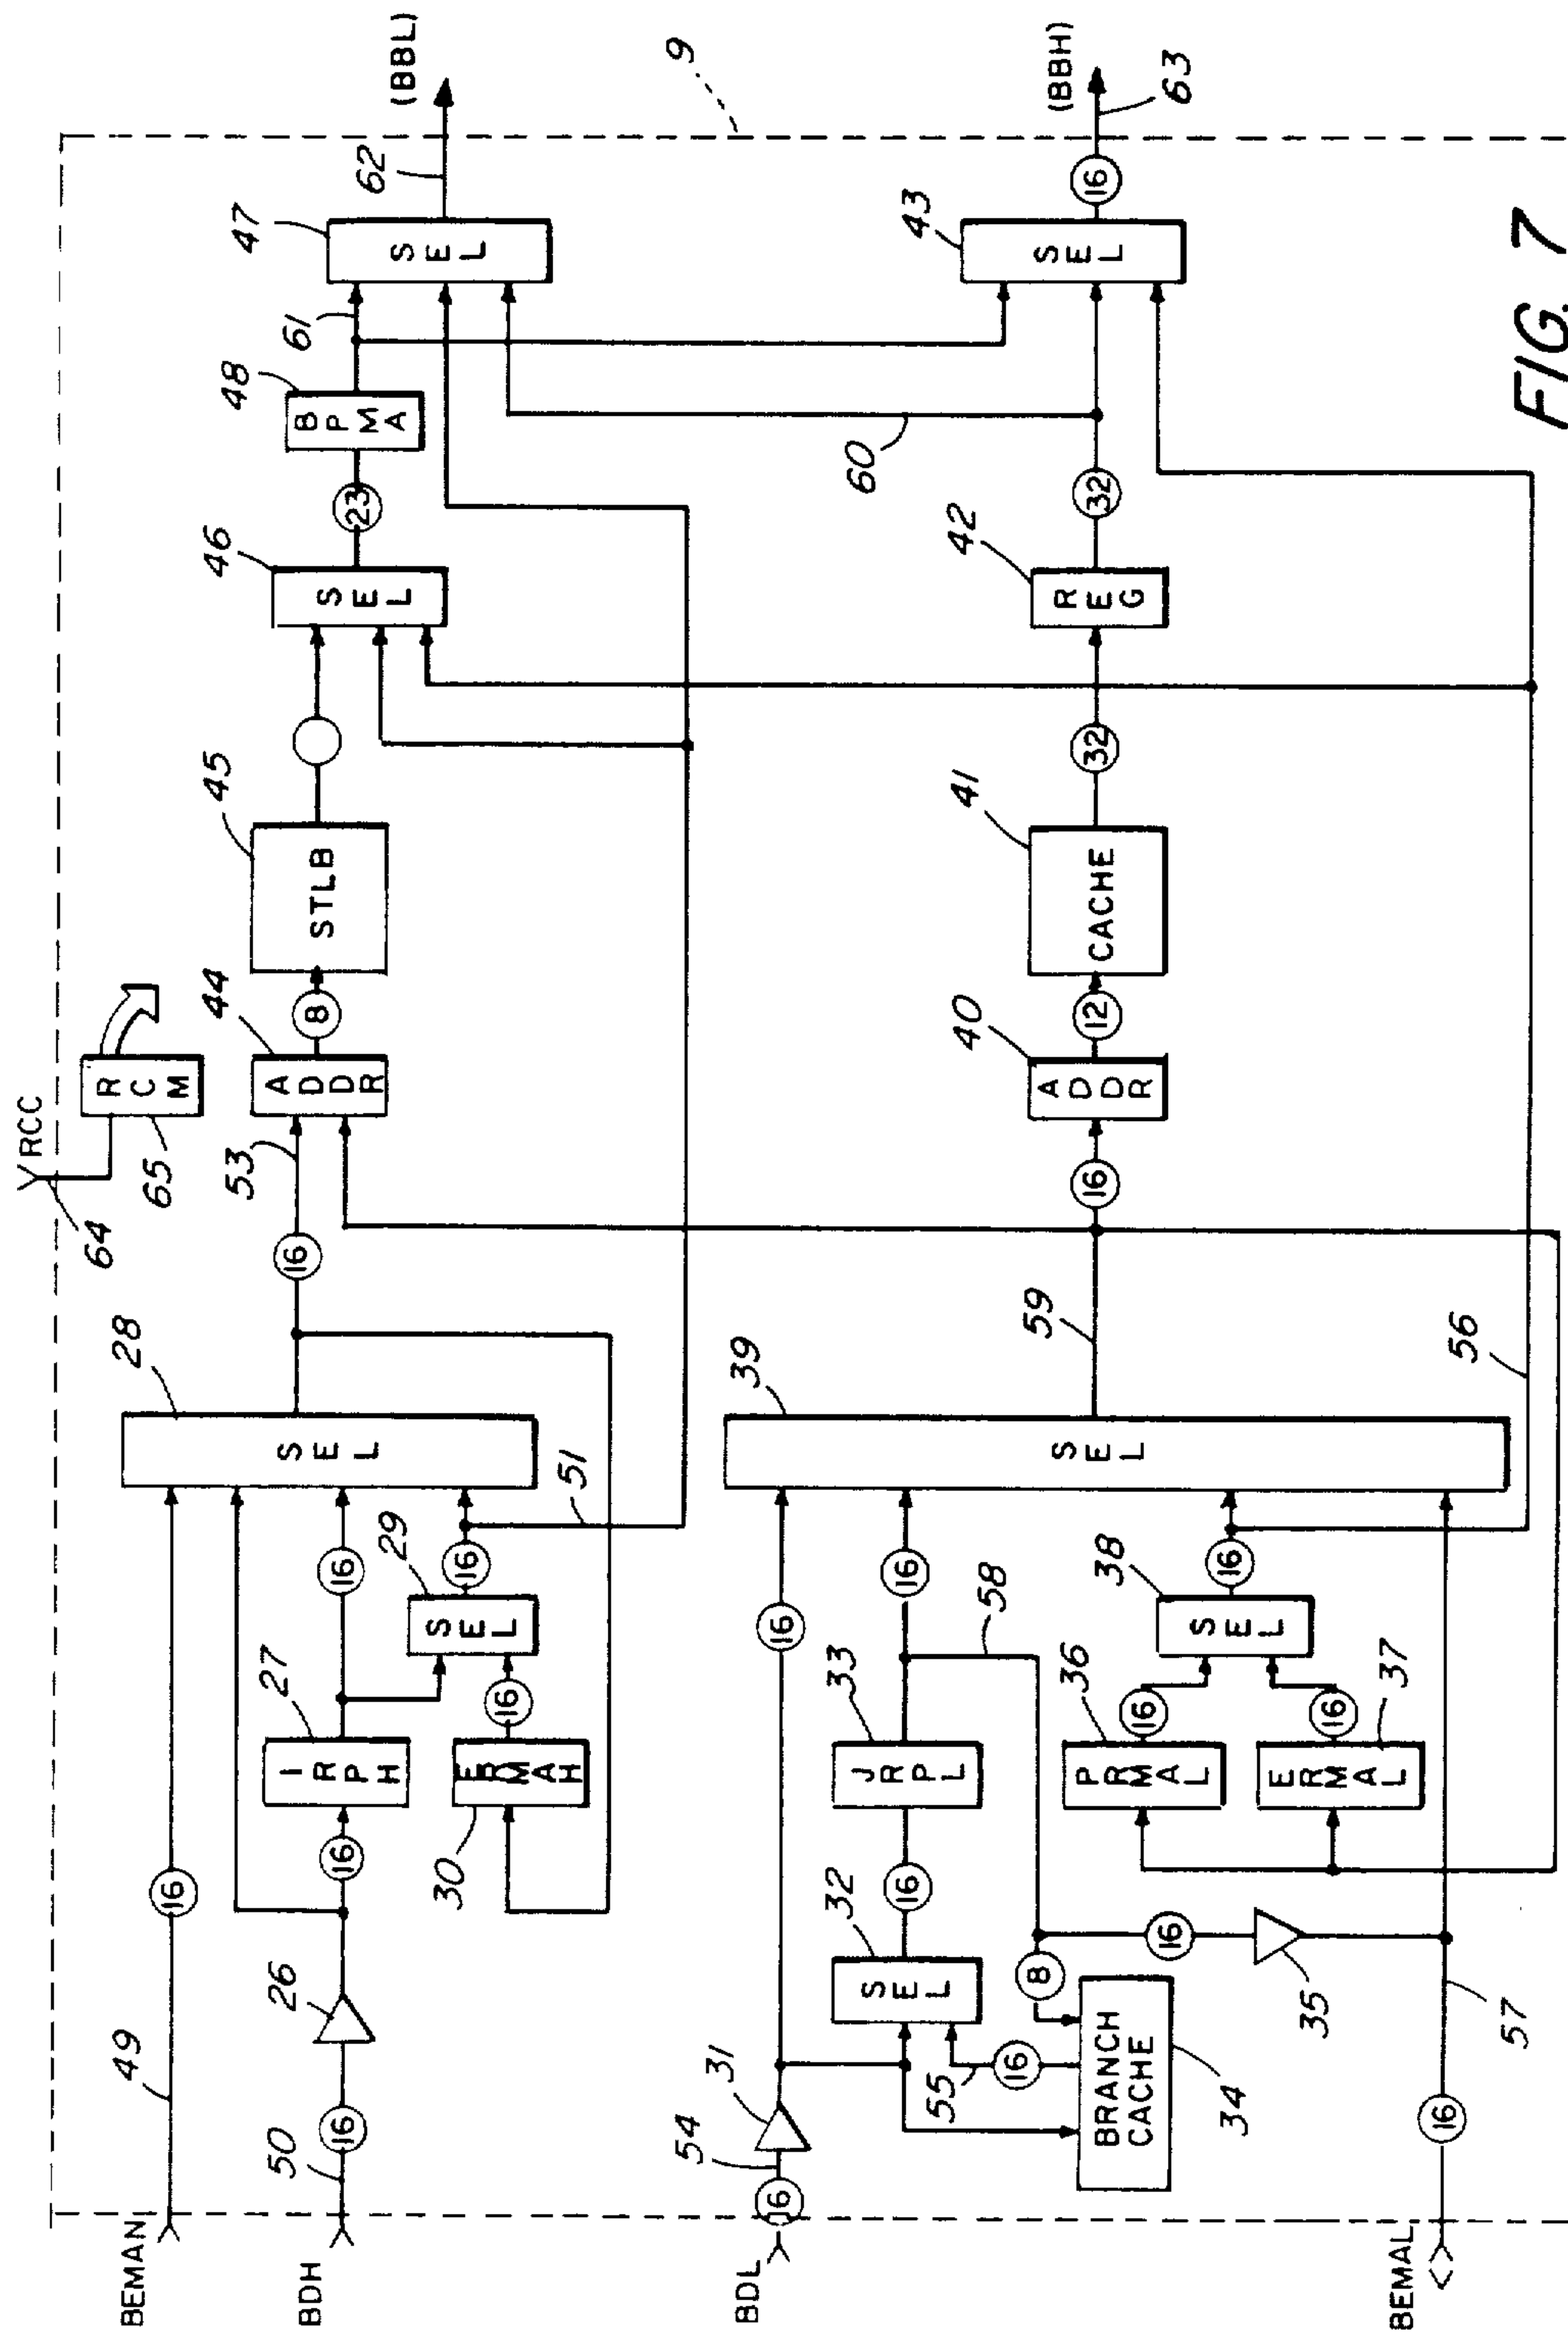 RCC
64
R C M
65
BEMAN
49
16
28
SEL
BDH
50
16
26
16
27
IRPH
16
29
SEL
16
51
30
ERMAH
16
16
53
44
ADDR
8
45
STLB
46
SEL
23
48
BPMA
61
47
SEL
62
(BBL)
9
BDL
16
54
31
16
32
SEL
16
33
JRPL
16
39
SEL
59
16
40
ADDR
12
41
CACHE
32
42
REG
32
60
43
SEL
16
(BBH)
63
55
16
BRANCH
CACHE
34
8
58
16
35
36
PRMAL
16
38
SEL
16
37
ERMAL
16
56
BEMAL
16
57
FIG. 7